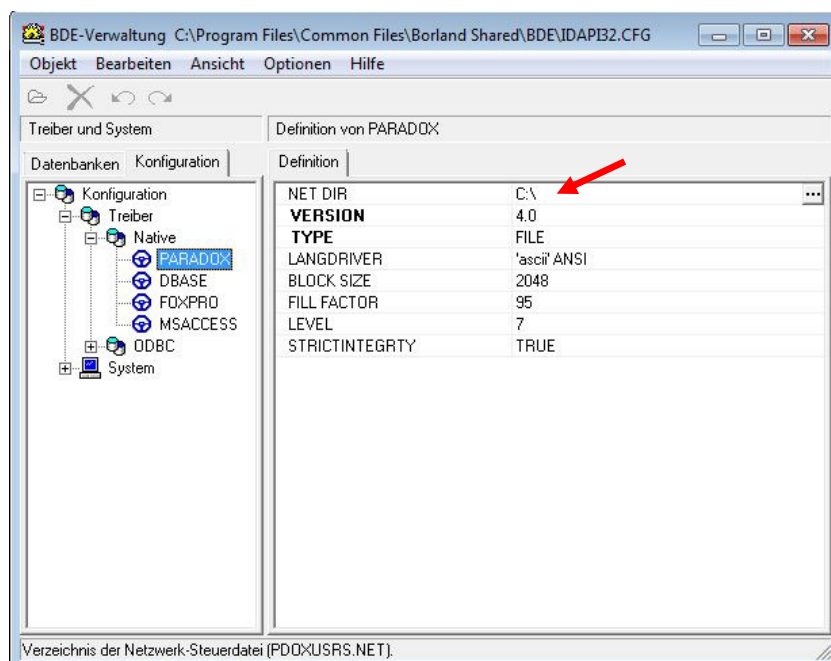 BDE-Verwaltung C:\Program Files\Common Files\Borland Shared\BDE\IDAPI32.CFG
Objekt Bearbeiten Ansicht Optionen Hilfe
Treiber und System
Definition von PARADOX
Datenbanken Konfiguration
Definition
Konfiguration
Treiber
Native
PARADOX
DBASE
FOXPRO
MSACCESS
ODBC
System
NET DIR C:\ ...
VERSION 4.0
TYPE FILE
LANGDRIVER 'ascii' ANSI
BLOCK SIZE 2048
FILL FACTOR 95
LEVEL 7
STRICTINTEGRTY TRUE
Verzeichnis der Netzwerk-Steuerdatei (PDOXUSRS.NET).